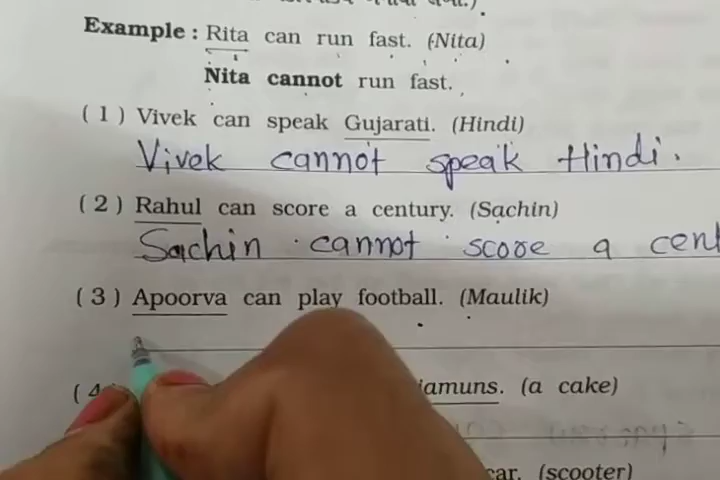 Example : Rita can run fast. (Nita)
Nita cannot run fast.
( 1 ) Vivek can speak Gujarati. (Hindi)
Vivek cannot speak Hindi.
( 2 ) Rahul can score a century. (Sachin)
Sachin cannot score a cent
( 3 ) Apoorva can play football. (Maulik)
( 4 jamuns. (a cake)
car. (scooter)